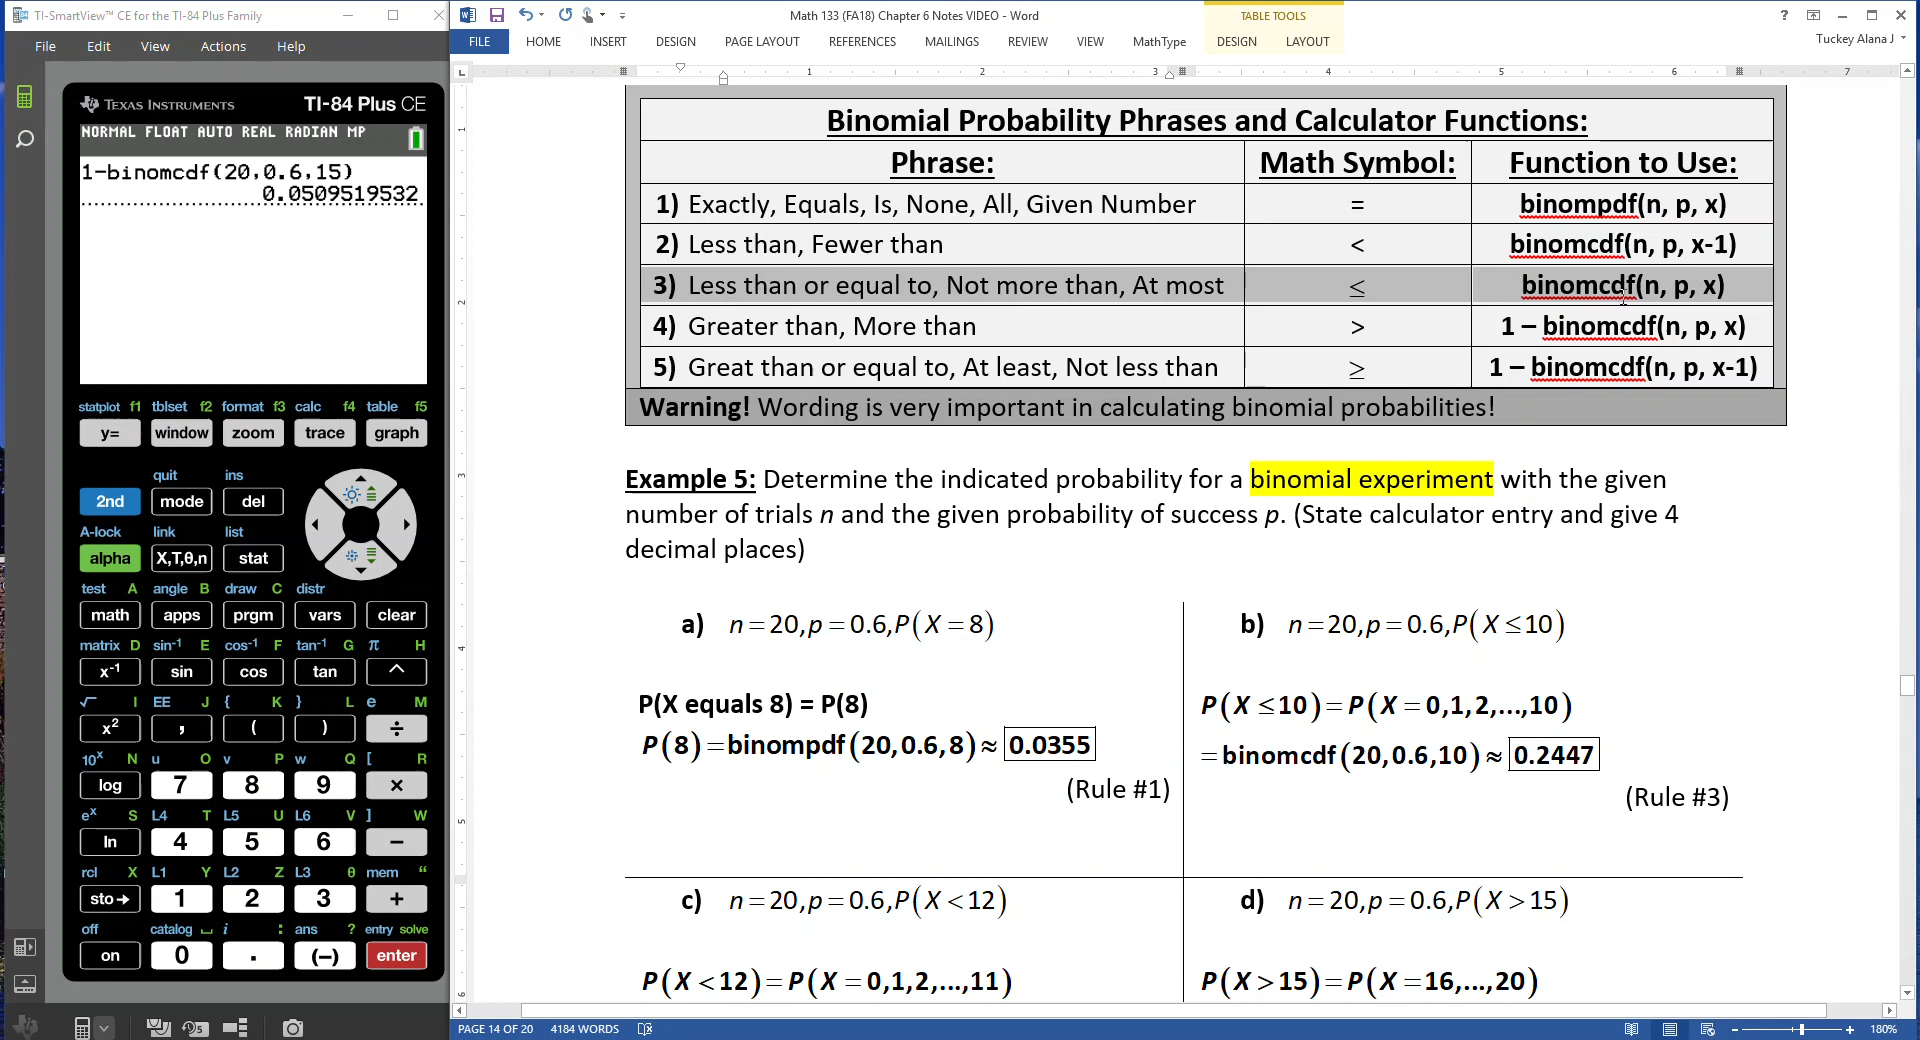 TI-SmartView™ CE for the TI-84 Plus Family
File Edit View Actions Help
TEXAS INSTRUMENTS TI-84 Plus CE
NORMAL FLOAT AUTO REAL RADIAN MP
1-binomcdf(20,0.6,15)
0.0509519532
statplot f1 tblset f2 format f3 calc f4 table f5
y= window zoom trace graph
quit ins
2nd mode del
A-lock link list
alpha X,T,θ,n stat
test A angle B draw C distr
math apps prgm vars clear
matrix D sin⁻¹ E cos⁻¹ F tan⁻¹ G π H
x⁻¹ sin cos tan ^
√ I EE J { K } L e M
x² , ( ) ÷
10ˣ N u O v P w Q [ R
log 7 8 9 ×
eˣ S L4 T L5 U L6 V ] W
ln 4 5 6 −
rcl X L1 Y L2 Z L3 θ mem “
sto→ 1 2 3 +
off catalog ⎵ i : ans ? entry solve
on 0 . (–) enter
Math 133 (FA18) Chapter 6 Notes VIDEO - Word
TABLE TOOLS
FILE HOME INSERT DESIGN PAGE LAYOUT REFERENCES MAILINGS REVIEW VIEW MathType DESIGN LAYOUT
Tuckey Alana J
1 2 3 4 5 6 7
Binomial Probability Phrases and Calculator Functions:
Phrase: Math Symbol: Function to Use:
1) Exactly, Equals, Is, None, All, Given Number = binompdf(n, p, x)
2) Less than, Fewer than < binomcdf(n, p, x-1)
3) Less than or equal to, Not more than, At most ≤ binomcdf(n, p, x)
4) Greater than, More than > 1 – binomcdf(n, p, x)
5) Great than or equal to, At least, Not less than ≥ 1 – binomcdf(n, p, x-1)
Warning! Wording is very important in calculating binomial probabilities!
Example 5: Determine the indicated probability for a binomial experiment with the given
number of trials n and the given probability of success p. (State calculator entry and give 4
decimal places)
a) n = 20, p = 0.6, P(X = 8)
P(X equals 8) = P(8)
P(8) = binompdf(20,0.6,8) ≈ 0.0355
(Rule #1)
b) n = 20, p = 0.6, P(X ≤ 10)
P(X ≤ 10) = P(X = 0,1,2,...,10)
= binomcdf(20,0.6,10) ≈ 0.2447
(Rule #3)
c) n = 20, p = 0.6, P(X < 12)
P(X < 12) = P(X = 0,1,2,...,11)
d) n = 20, p = 0.6, P(X > 15)
P(X > 15) = P(X = 16,...,20)
PAGE 14 OF 20 4184 WORDS
180%